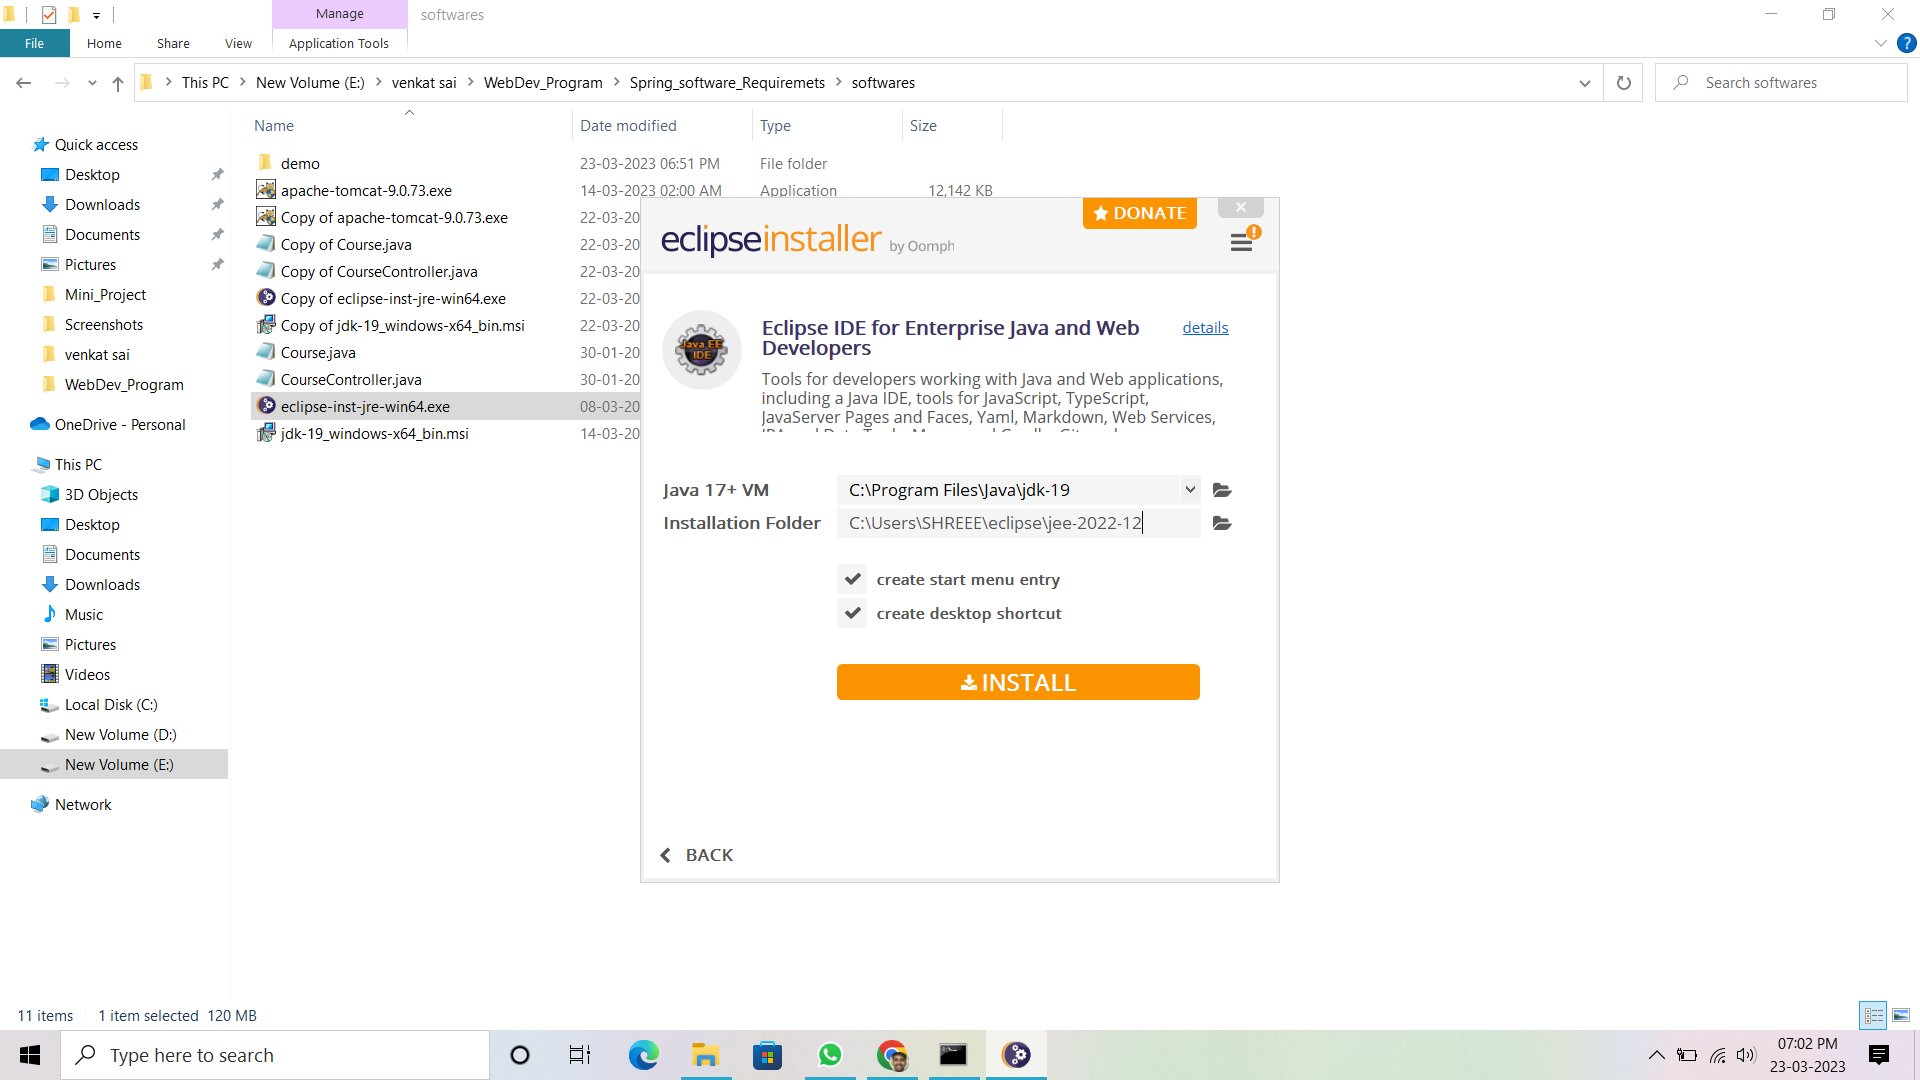 Manage
softwares
File
Home
Share
View
Application Tools
This PC
New Volume (E:)
venkat sai
WebDev_Program
Spring_software_Requiremets
softwares
Search softwares
Name
Date modified
Type
Size
Quick access
Desktop
Downloads
Documents
Pictures
Mini_Project
Screenshots
venkat sai
WebDev_Program
OneDrive - Personal
This PC
3D Objects
Desktop
Documents
Downloads
Music
Pictures
Videos
Local Disk (C:)
New Volume (D:)
New Volume (E:)
Network
demo 23-03-2023 06:51 PM File folder
apache-tomcat-9.0.73.exe 14-03-2023 02:00 AM Application 12,142 KB
Copy of apache-tomcat-9.0.73.exe 22-03-20
Copy of Course.java 22-03-20
Copy of CourseController.java 22-03-20
Copy of eclipse-inst-jre-win64.exe 22-03-20
Copy of jdk-19_windows-x64_bin.msi 22-03-20
Course.java 30-01-20
CourseController.java 30-01-20
eclipse-inst-jre-win64.exe 08-03-20
jdk-19_windows-x64_bin.msi 14-03-20
DONATE
eclipseinstaller by Oomph
Java EE
IDE
Eclipse IDE for Enterprise Java and Web
Developers
details
Tools for developers working with Java and Web applications,
including a Java IDE, tools for JavaScript, TypeScript,
JavaServer Pages and Faces, Yaml, Markdown, Web Services,
Java 17+ VM
C:\Program Files\Java\jdk-19
Installation Folder
C:\Users\SHREEE\eclipse\jee-2022-12
create start menu entry
create desktop shortcut
INSTALL
BACK
11 items
1 item selected 120 MB
Type here to search
07:02 PM
23-03-2023